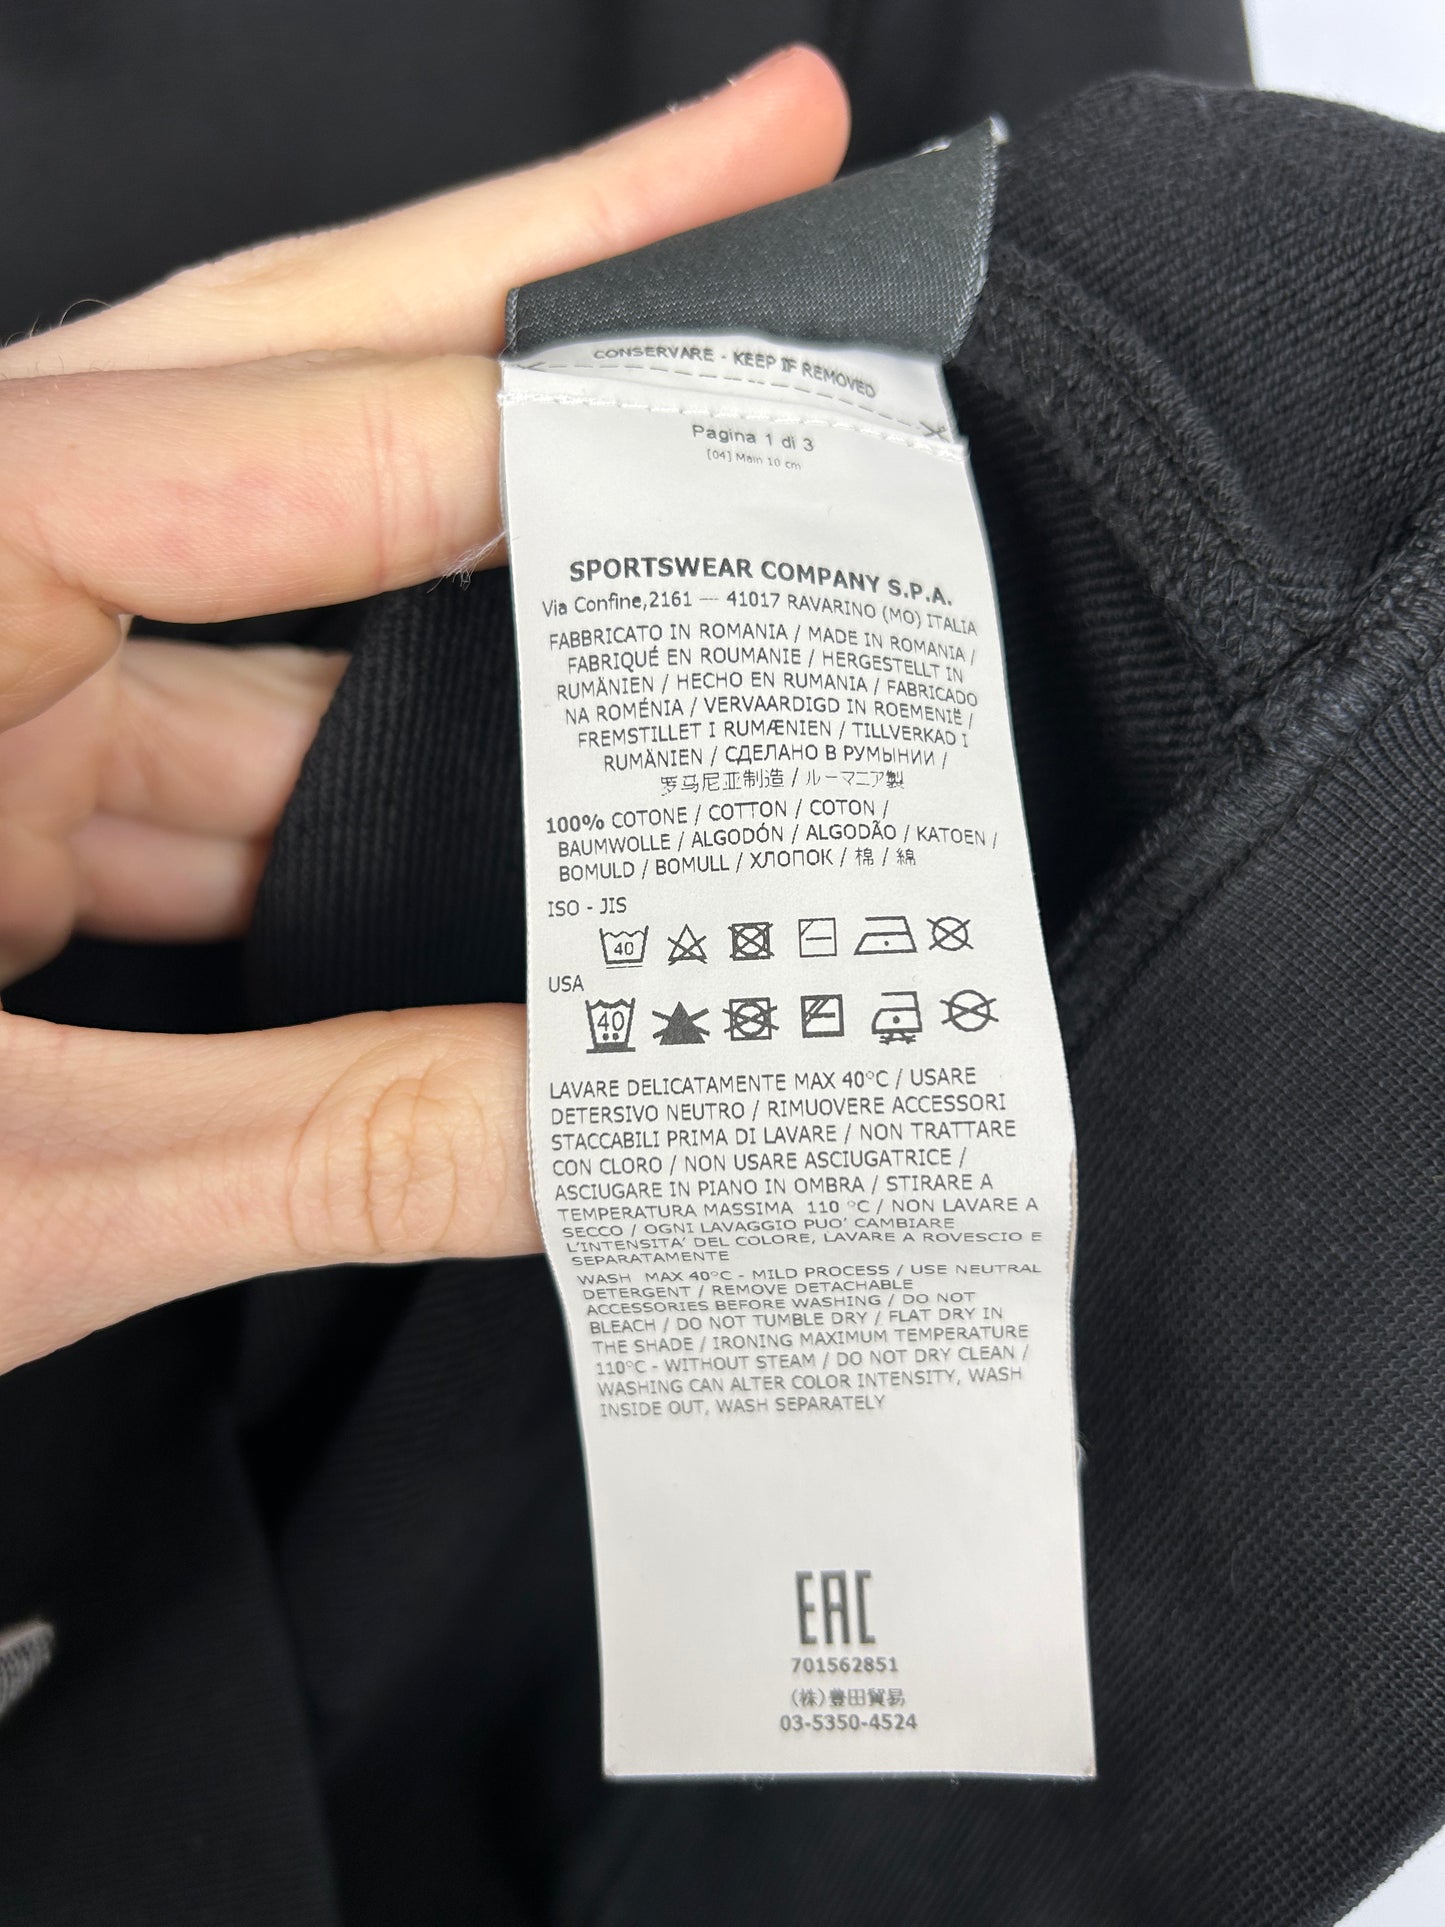 CONSERVARE - KEEP IF REMOVED
Pagina 1 di 3
[04] Main 10 cm
SPORTSWEAR COMPANY S.P.A.
Via Confine,2161 — 41017 RAVARINO (MO) ITALIA
FABBRICATO IN ROMANIA / MADE IN ROMANIA /
FABRIQUÉ EN ROUMANIE / HERGESTELLT IN
RUMÄNIEN / HECHO EN RUMANIA / FABRICADO
NA ROMÉNIA / VERVAARDIGD IN ROEMENIË /
FREMSTILLET I RUMÆNIEN / TILLVERKAD I
RUMÄNIEN / СДЕЛАНО В РУМЫНИИ /
罗马尼亚制造 / ルーマニア製
100% COTONE / COTTON / COTON /
BAUMWOLLE / ALGODÓN / ALGODÃO / KATOEN /
BOMULD / BOMULL / ХЛОПОК / 棉 / 綿
ISO - JIS
40
USA
40
LAVARE DELICATAMENTE MAX 40°C / USARE
DETERSIVO NEUTRO / RIMUOVERE ACCESSORI
STACCABILI PRIMA DI LAVARE / NON TRATTARE
CON CLORO / NON USARE ASCIUGATRICE /
ASCIUGARE IN PIANO IN OMBRA / STIRARE A
TEMPERATURA MASSIMA 110 °C / NON LAVARE A
SECCO / OGNI LAVAGGIO PUO' CAMBIARE
L'INTENSITA' DEL COLORE, LAVARE A ROVESCIO E
SEPARATAMENTE
WASH MAX 40°C - MILD PROCESS / USE NEUTRAL
DETERGENT / REMOVE DETACHABLE
ACCESSORIES BEFORE WASHING / DO NOT
BLEACH / DO NOT TUMBLE DRY / FLAT DRY IN
THE SHADE / IRONING MAXIMUM TEMPERATURE
110°C - WITHOUT STEAM / DO NOT DRY CLEAN /
WASHING CAN ALTER COLOR INTENSITY, WASH
INSIDE OUT, WASH SEPARATELY
EAC
701562851
(株)豊田貿易
03-5350-4524